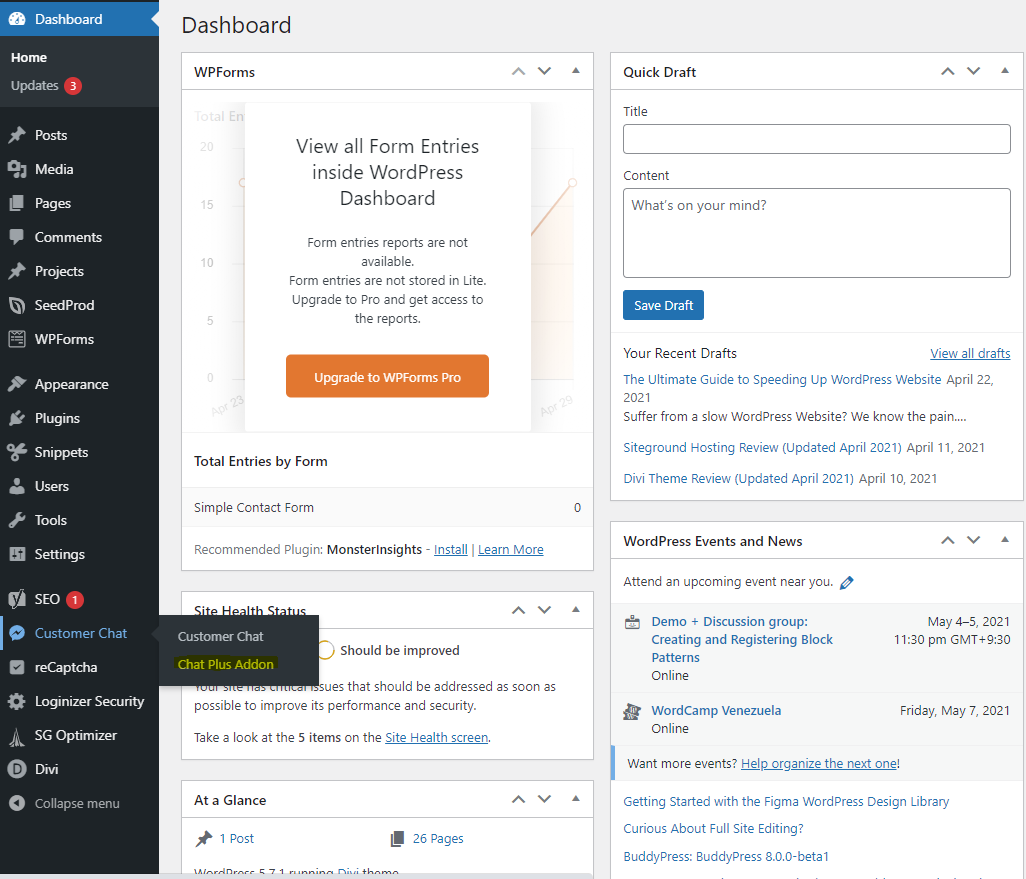 Dashboard
Home
Updates 3
Posts
Media
Pages
Comments
Projects
SeedProd
WPForms
Appearance
Plugins
Snippets
Users
Tools
Settings
SEO 1
Customer Chat
reCaptcha
Loginizer Security
SG Optimizer
Divi
Collapse menu
Customer Chat
Chat Plus Addon
Dashboard
WPForms
Total En
20
15
10
5
0
Apr 23
Apr 29
View all Form Entries
inside WordPress
Dashboard
Form entries reports are not
available.
Form entries are not stored in Lite.
Upgrade to Pro and get access to
the reports.
Upgrade to WPForms Pro
Total Entries by Form
Simple Contact Form 0
Recommended Plugin: MonsterInsights - Install | Learn More
Site Health Status
Should be improved
Your site has critical issues that should be addressed as soon as
possible to improve its performance and security.
Take a look at the 5 items on the Site Health screen.
At a Glance
1 Post 26 Pages
WordPress 5.7.1 running Divi theme.
Quick Draft
Title
Content
What's on your mind?
Save Draft
Your Recent Drafts View all drafts
The Ultimate Guide to Speeding Up WordPress Website April 22,
2021
Suffer from a slow WordPress Website? We know the pain....
Siteground Hosting Review (Updated April 2021) April 11, 2021
Divi Theme Review (Updated April 2021) April 10, 2021
WordPress Events and News
Attend an upcoming event near you.
Demo + Discussion group: May 4–5, 2021
Creating and Registering Block 11:30 pm GMT+9:30
Patterns
Online
WordCamp Venezuela Friday, May 7, 2021
Online
Want more events? Help organize the next one!
Getting Started with the Figma WordPress Design Library
Curious About Full Site Editing?
BuddyPress: BuddyPress 8.0.0-beta1